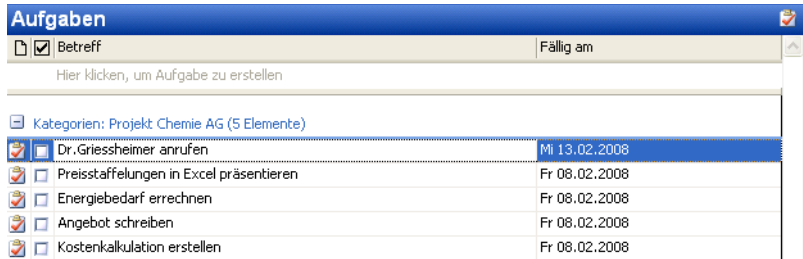 Aufgaben
Betreff Fällig am
Hier klicken, um Aufgabe zu erstellen
Kategorien: Projekt Chemie AG (5 Elemente)
Dr.Griessheimer anrufen Mi 13.02.2008
Preisstaffelungen in Excel präsentieren Fr 08.02.2008
Energiebedarf errechnen Fr 08.02.2008
Angebot schreiben Fr 08.02.2008
Kostenkalkulation erstellen Fr 08.02.2008